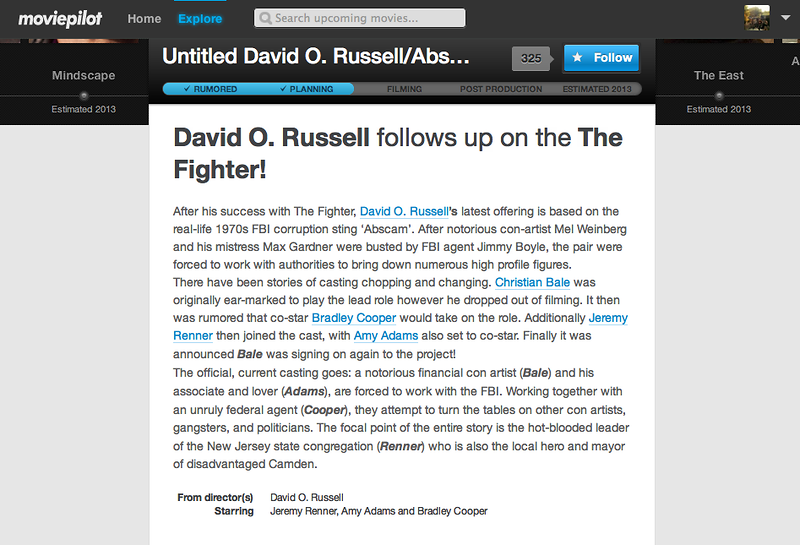 moviepilot Home Explore Search upcoming movies...
Untitled David O. Russell/Abs... 325 Follow
Mindscape
The East
A
✓ RUMORED ✓ PLANNING FILMING POST PRODUCTION ESTIMATED 2013
Estimated 2013
Estimated 2013
David O. Russell follows up on the The
Fighter!
After his success with The Fighter, David O. Russell's latest offering is based on the
real-life 1970s FBI corruption sting ‘Abscam’. After notorious con-artist Mel Weinberg
and his mistress Max Gardner were busted by FBI agent Jimmy Boyle, the pair were
forced to work with authorities to bring down numerous high profile figures.
There have been stories of casting chopping and changing. Christian Bale was
originally ear-marked to play the lead role however he dropped out of filming. It then
was rumored that co-star Bradley Cooper would take on the role. Additionally Jeremy
Renner then joined the cast, with Amy Adams also set to co-star. Finally it was
announced Bale was signing on again to the project!
The official, current casting goes: a notorious financial con artist (Bale) and his
associate and lover (Adams), are forced to work with the FBI. Working together with
an unruly federal agent (Cooper), they attempt to turn the tables on other con artists,
gangsters, and politicians. The focal point of the entire story is the hot-blooded leader
of the New Jersey state congregation (Renner) who is also the local hero and mayor
of disadvantaged Camden.
From director(s) David O. Russell
Starring Jeremy Renner, Amy Adams and Bradley Cooper